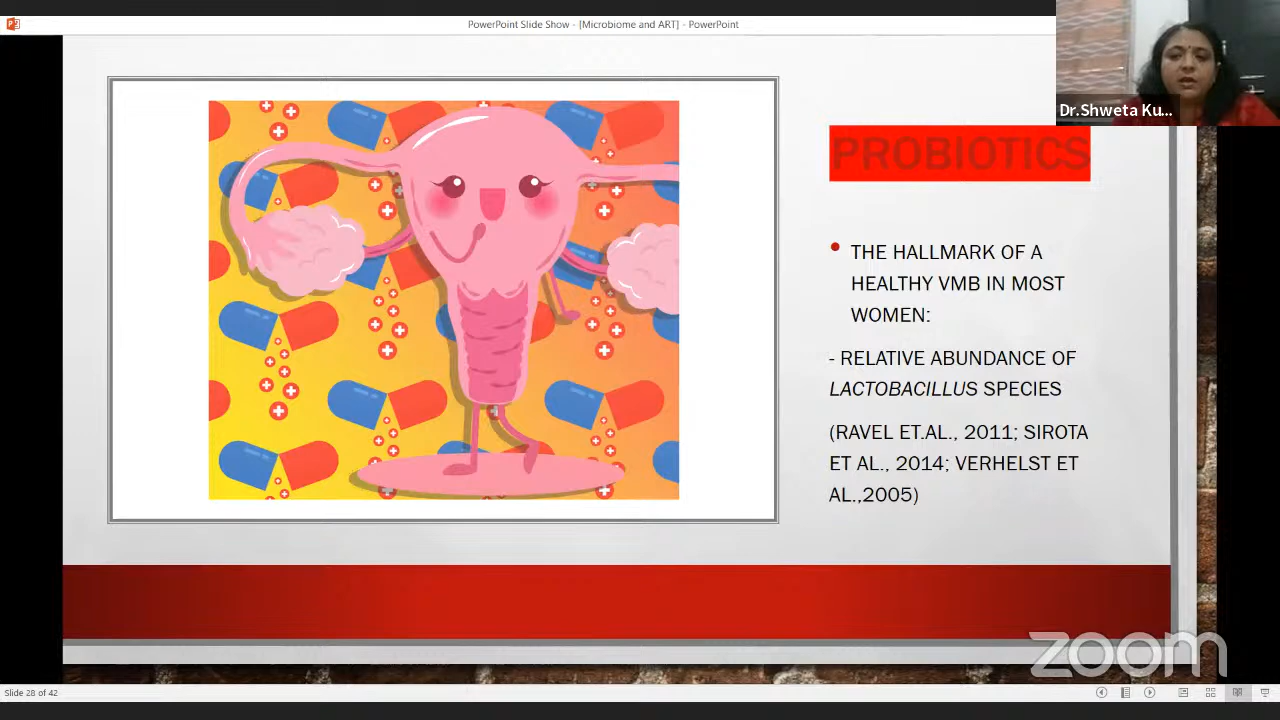 PowerPoint Slide Show - [Microbiome and ART] - PowerPoint
Dr.Shweta Ku...
PROBIOTICS
• THE HALLMARK OF A
HEALTHY VMB IN MOST
WOMEN:
- RELATIVE ABUNDANCE OF
LACTOBACILLUS SPECIES
(RAVEL ET.AL., 2011; SIROTA
ET AL., 2014; VERHELST ET
AL.,2005)
zoom
Slide 28 of 42